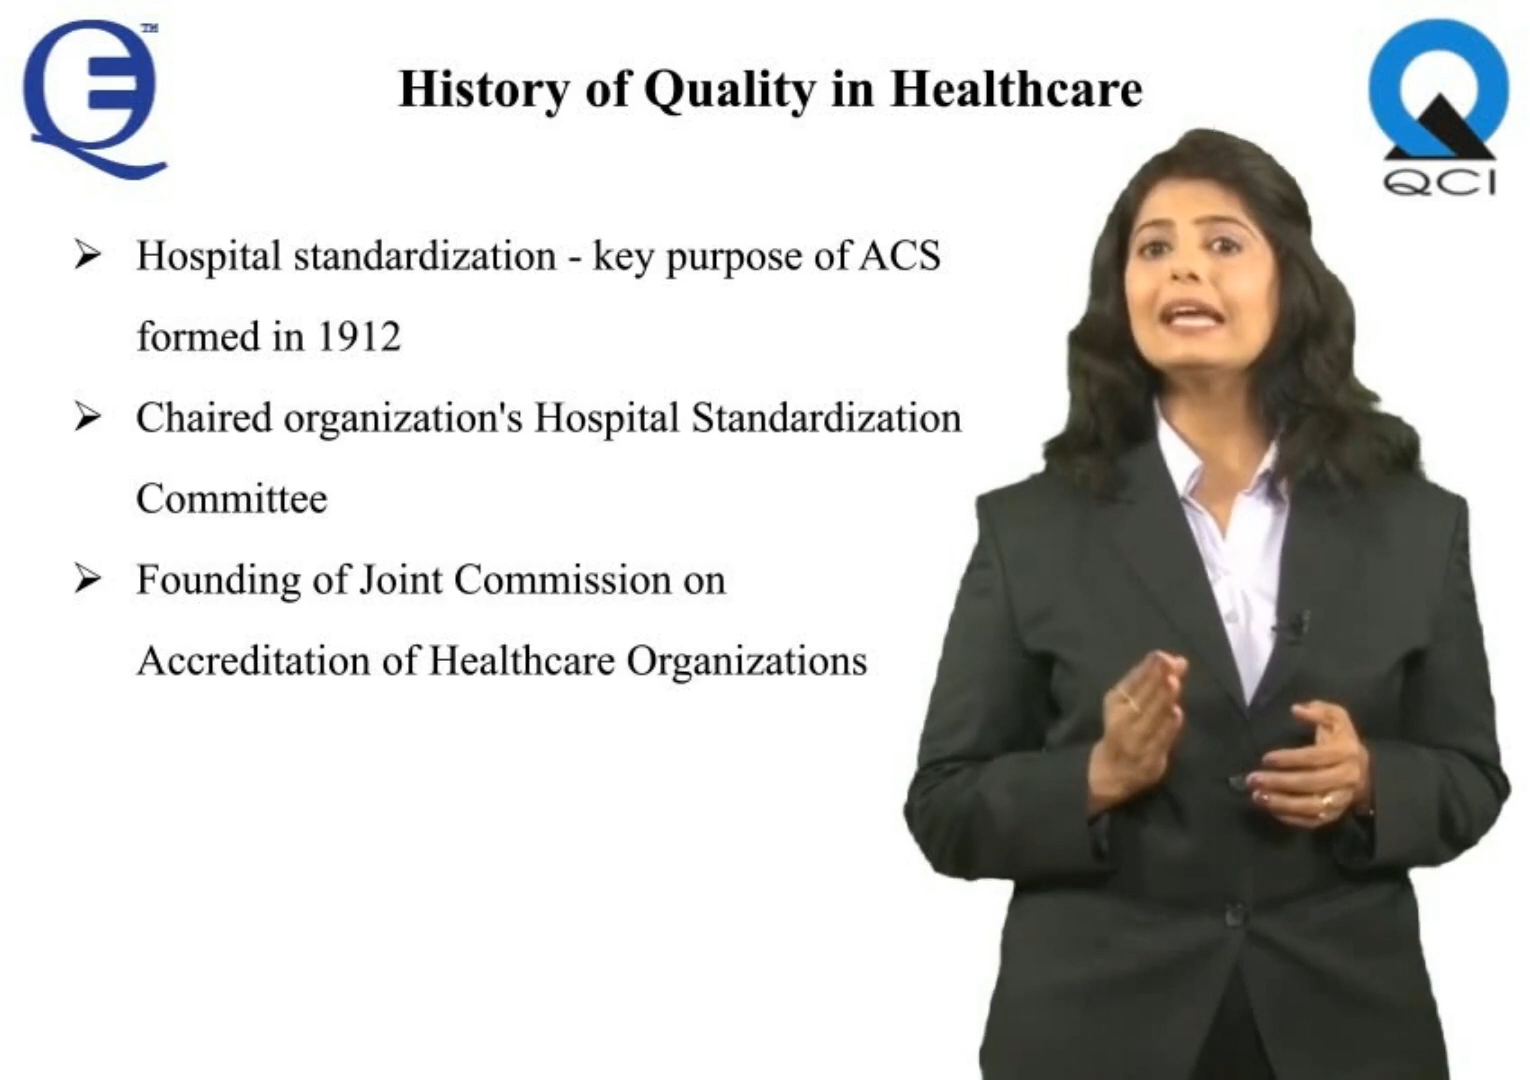 TM
History of Quality in Healthcare
QCI
➢ Hospital standardization - key purpose of ACS
formed in 1912
➢ Chaired organization's Hospital Standardization
Committee
➢ Founding of Joint Commission on
Accreditation of Healthcare Organizations